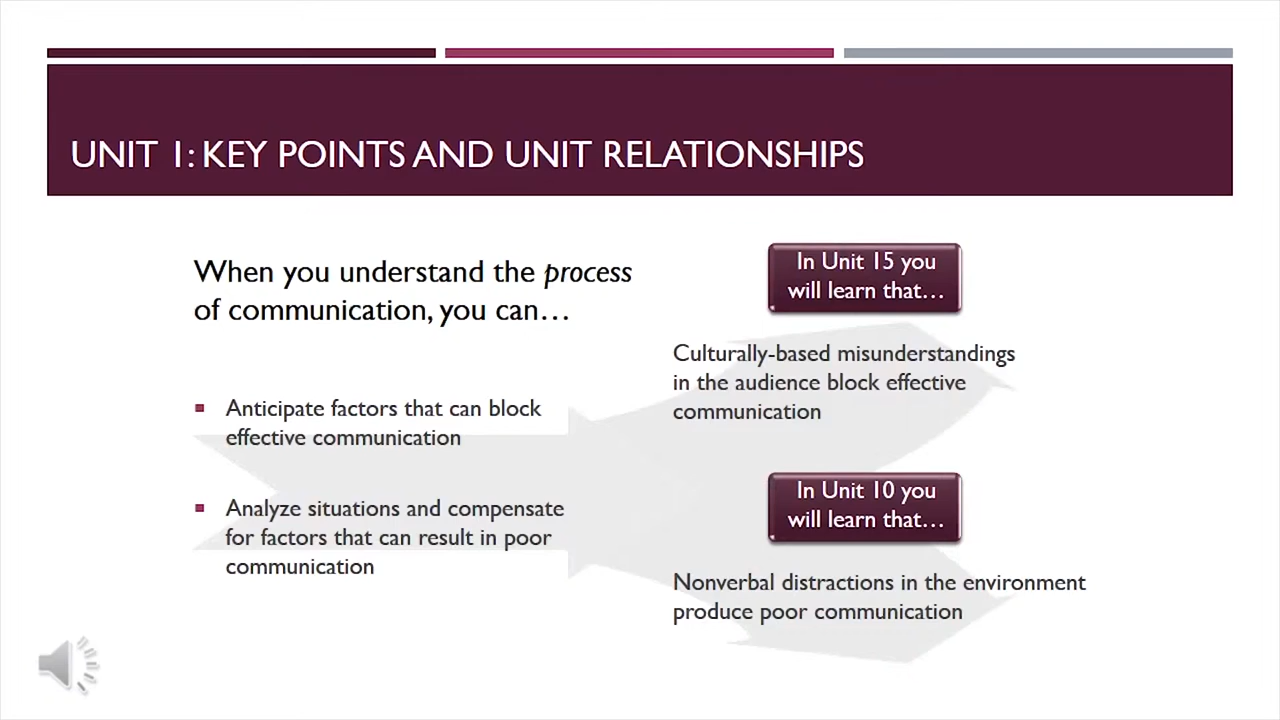 UNIT 1: KEY POINTS AND UNIT RELATIONSHIPS
When you understand the process
of communication, you can…
Anticipate factors that can block
effective communication
Analyze situations and compensate
for factors that can result in poor
communication
In Unit 15 you
will learn that…
Culturally-based misunderstandings
in the audience block effective
communication
In Unit 10 you
will learn that…
Nonverbal distractions in the environment
produce poor communication